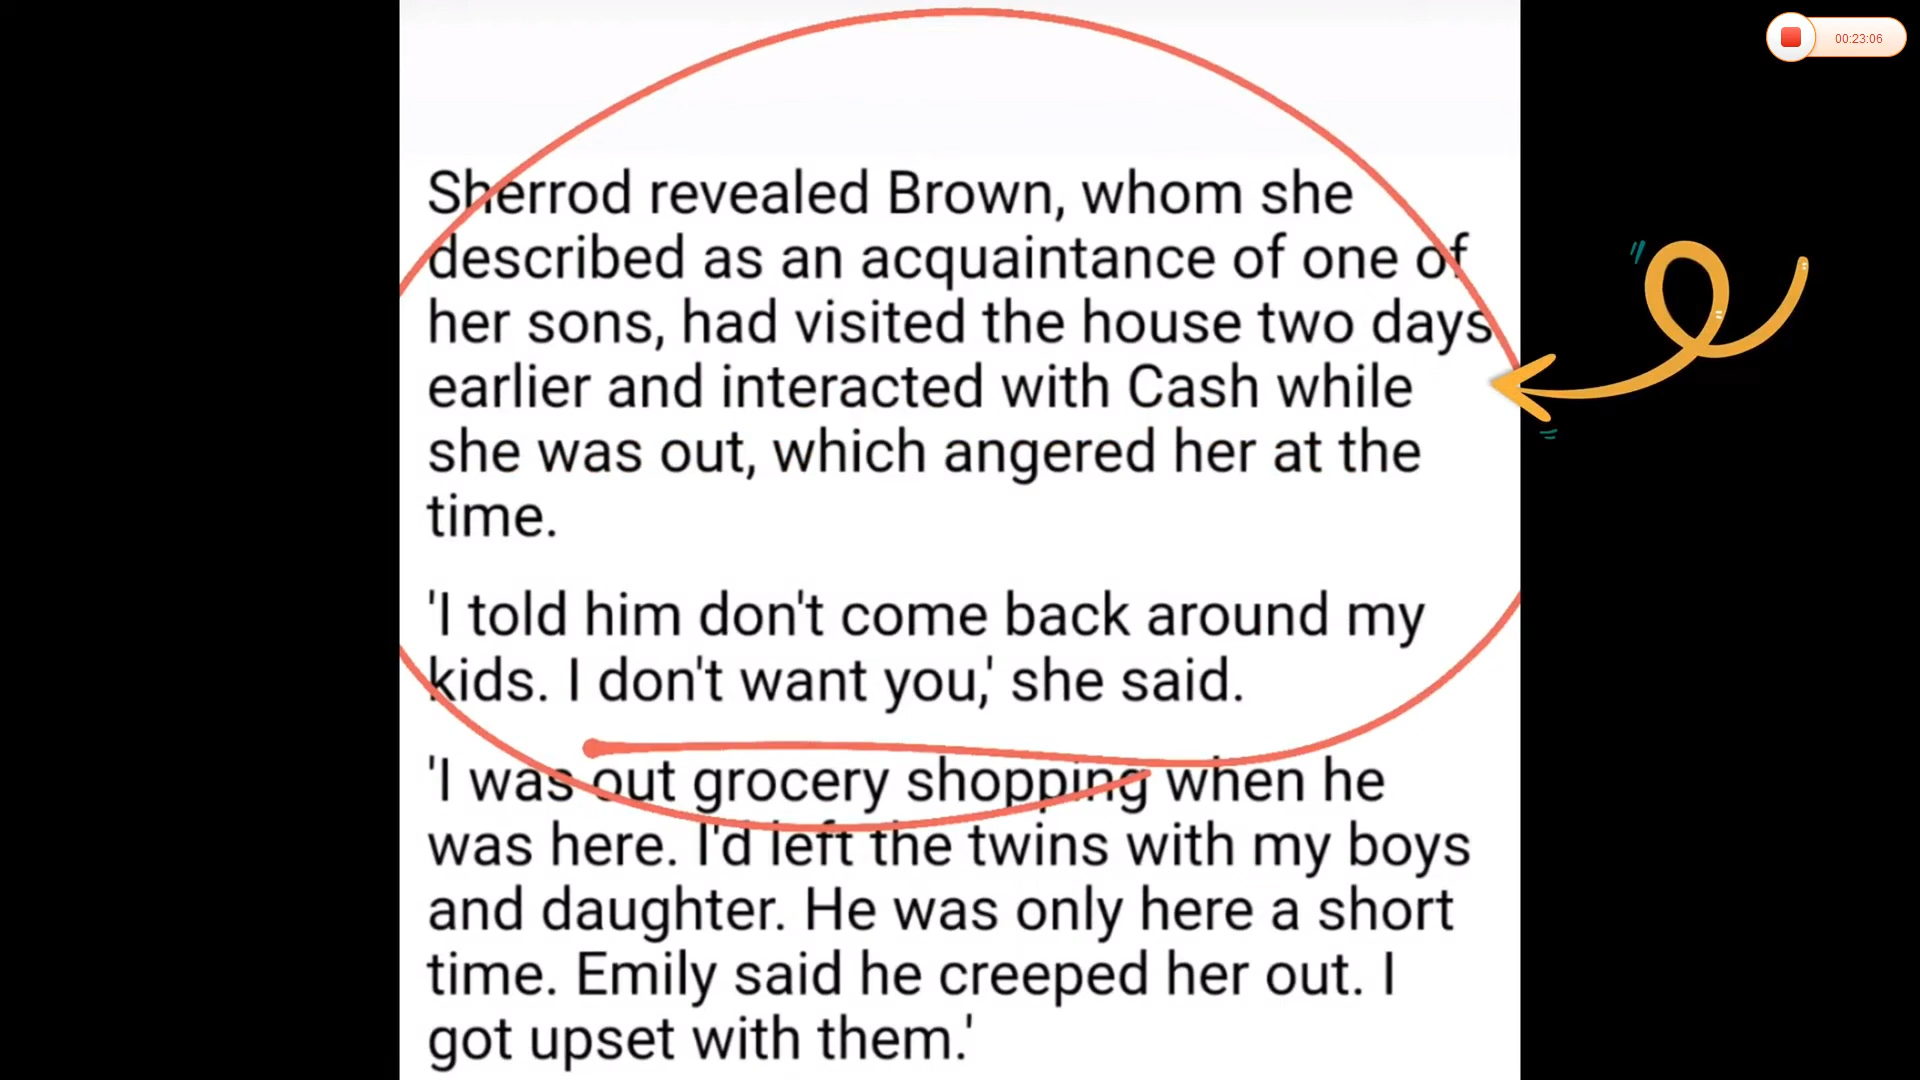 00:23:06
Sherrod revealed Brown, whom she
described as an acquaintance of one of
her sons, had visited the house two days
earlier and interacted with Cash while
she was out, which angered her at the
time.
'I told him don't come back around my
kids. I don't want you,' she said.
'I was out grocery shopping when he
was here. I'd left the twins with my boys
and daughter. He was only here a short
time. Emily said he creeped her out. I
got upset with them.'